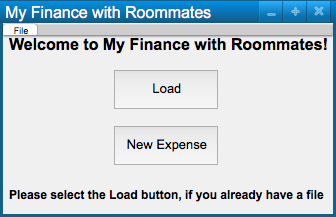 My Finance with Roommates
File
Welcome to My Finance with Roommates!
Load
New Expense
Please select the Load button, if you already have a file